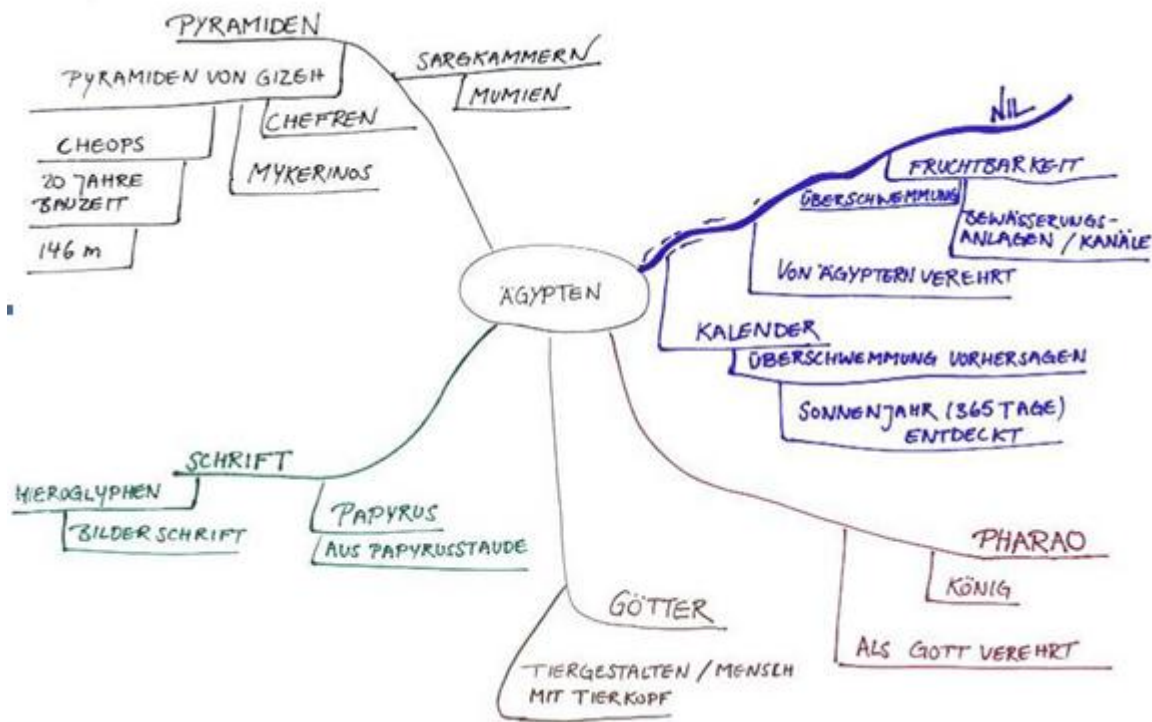 PYRAMIDEN
PYRAMIDEN VON GIZEH
CHEOPS
20 JAHRE
BAUZEIT
146 m
CHEFREN
MYKERINOS
SARGKAMMERN
MUMIEN
NIL
FRUCHTBARKEIT
ÜBERSCHWEMMUNG
BEWÄSSERUNGS-
ANLAGEN / KANÄLE
VON ÄGYPTERN VEREHRT
KALENDER
ÜBERSCHWEMMUNG VORHERSAGEN
SONNENJAHR (365 TAGE)
ENTDECKT
ÄGYPTEN
SCHRIFT
HIEROGLYPHEN
BILDERSCHRIFT
PAPYRUS
AUS PAPYRUSSTAUDE
GÖTTER
TIERGESTALTEN / MENSCH
MIT TIERKOPF
PHARAO
KÖNIG
ALS GOTT VEREHRT